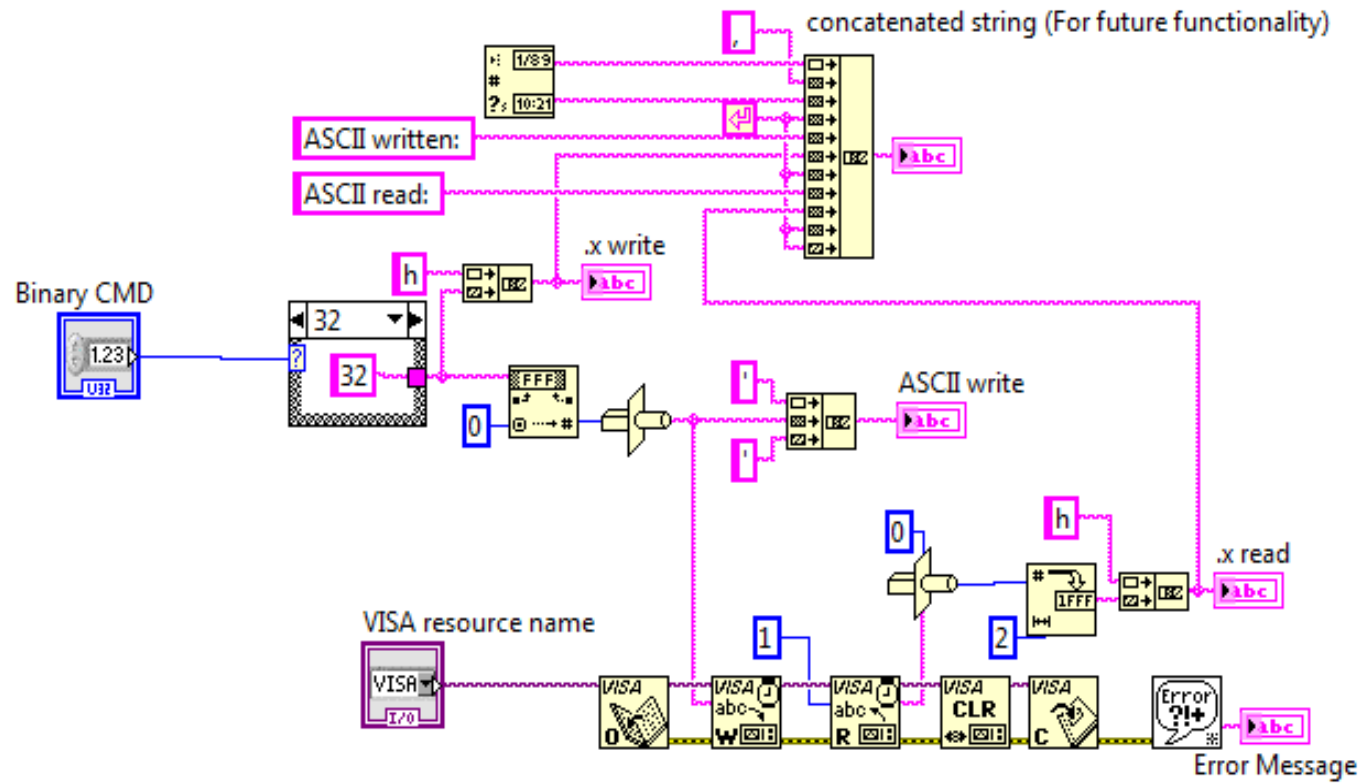 concatenated string (For future functionality)
,
1/89
#
?s 10:21
ASCII written:
abc
ASCII read:
.x write
h
abc
Binary CMD
32
1.23
?
U32
32
FFF
#
0
ASCII write
'
abc
'
0
h
.x read
#
1FFF
abc
VISA resource name
1
2
VISA
I/O
VISA
O
VISA
abc
W
VISA
abc
R
VISA
CLR
VISA
C
Error
?!+
abc
Error Message